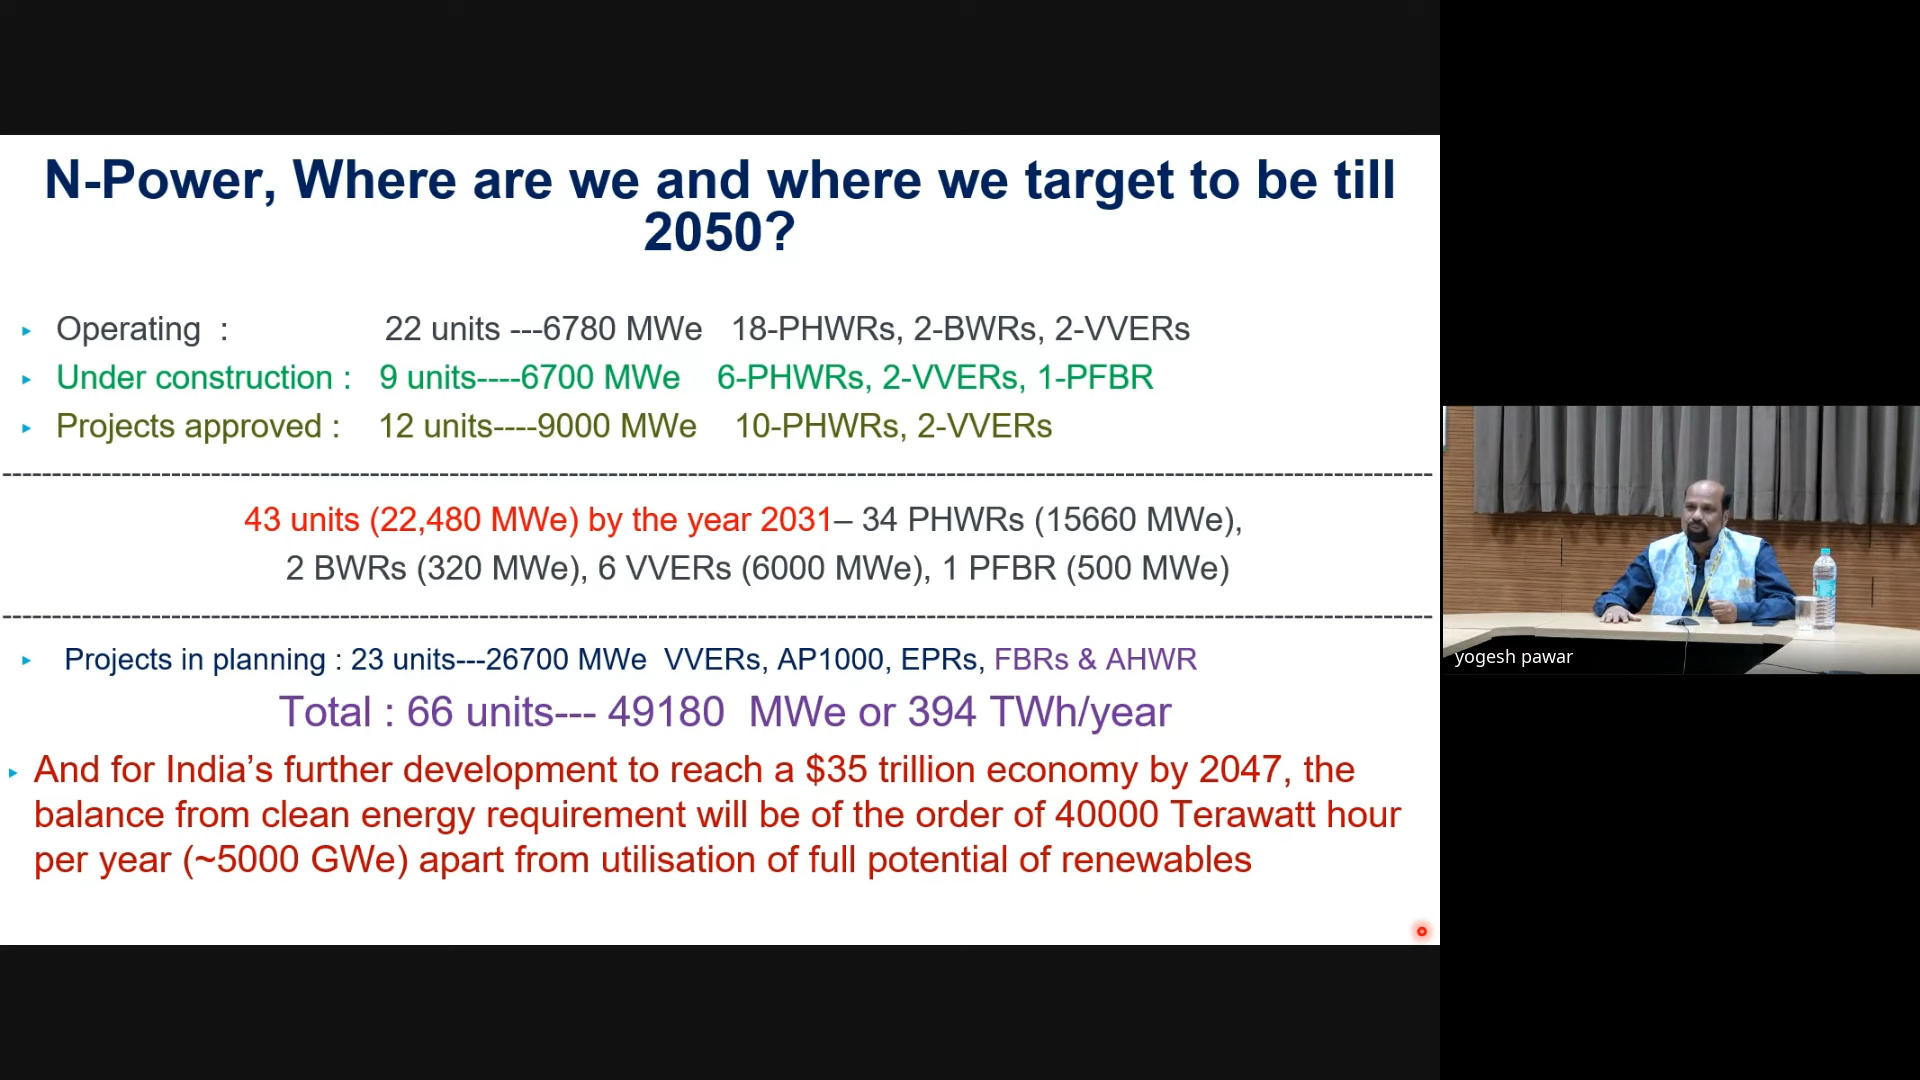 N-Power, Where are we and where we target to be till
2050?
Operating : 22 units ---6780 MWe 18-PHWRs, 2-BWRs, 2-VVERs
Under construction : 9 units----6700 MWe 6-PHWRs, 2-VVERs, 1-PFBR
Projects approved : 12 units----9000 MWe 10-PHWRs, 2-VVERs
43 units (22,480 MWe) by the year 2031– 34 PHWRs (15660 MWe),
2 BWRs (320 MWe), 6 VVERs (6000 MWe), 1 PFBR (500 MWe)
Projects in planning : 23 units---26700 MWe VVERs, AP1000, EPRs, FBRs & AHWR
Total : 66 units--- 49180 MWe or 394 TWh/year
And for India’s further development to reach a $35 trillion economy by 2047, the
balance from clean energy requirement will be of the order of 40000 Terawatt hour
per year (~5000 GWe) apart from utilisation of full potential of renewables
yogesh pawar